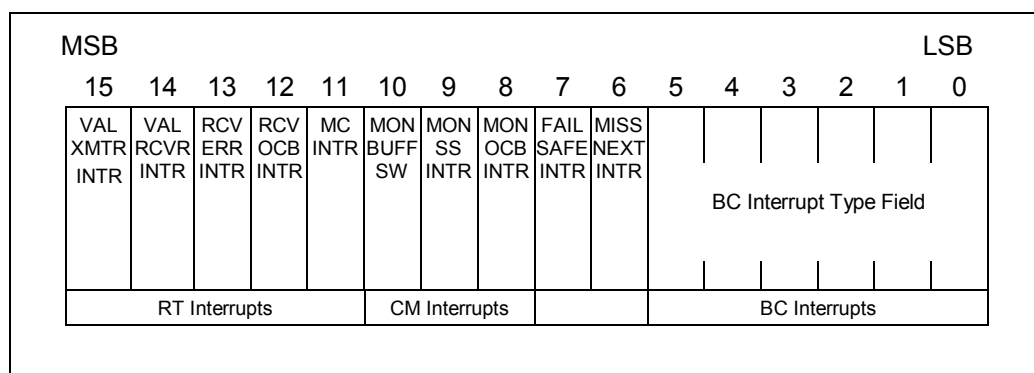 MSB LSB
15 14 13 12 11 10 9 8 7 6 5 4 3 2 1 0
VAL VAL RCV RCV MC MON MON MON FAIL MISS
XMTR RCVR ERR OCB INTR BUFF SS OCB SAFE NEXT
INTR INTR INTR INTR SW INTR INTR INTR INTR
BC Interrupt Type Field
RT Interrupts CM Interrupts BC Interrupts